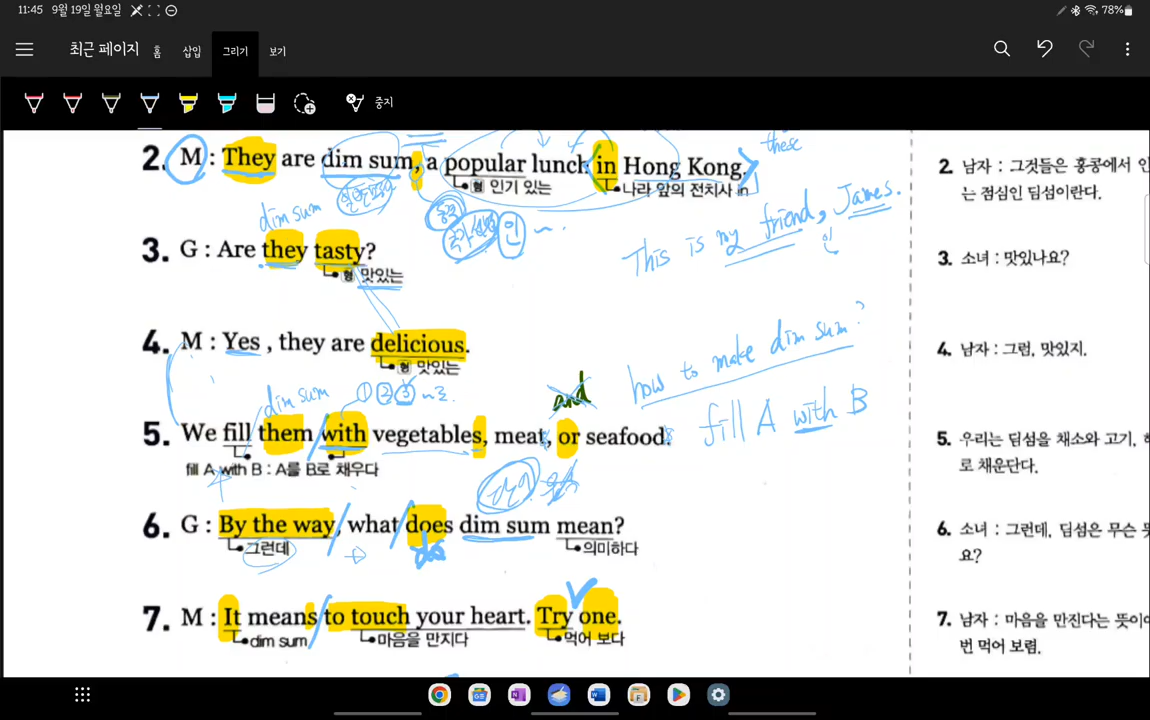 11:45 9월 19일 월요일 78%
최근 페이지 홈 삽입 그리기 보기
중지
these
2. M : They are dim sum, a popular lunch in Hong Kong.
형 인기 있는
나라 앞의 전치사 in
동격
인 ~
dim sum
This is my friend, James.
인
3. G : Are they tasty?
형 맛있는
4. M : Yes, they are delicious.
형 맛있는
how to make dim sum?
dim sum ① ② ③ ~로.
and
fill A with B
5. We fill them with vegetables, meat, or seafood.
fill A with B : A를 B로 채우다
6. G : By the way, what does dim sum mean?
그런데
do
의미하다
7. M : It means to touch your heart. Try one.
dim sum
마음을 만지다
먹어 보다
2. 남자 : 그것들은 홍콩에서 인
는 점심인 딤섬이란다.
3. 소녀 : 맛있나요?
4. 남자 : 그럼, 맛있지.
5. 우리는 딤섬을 채소와 고기,
로 채운단다.
6. 소녀 : 그런데, 딤섬은 무슨
요?
7. 남자 : 마음을 만진다는 뜻이
번 먹어 보렴.